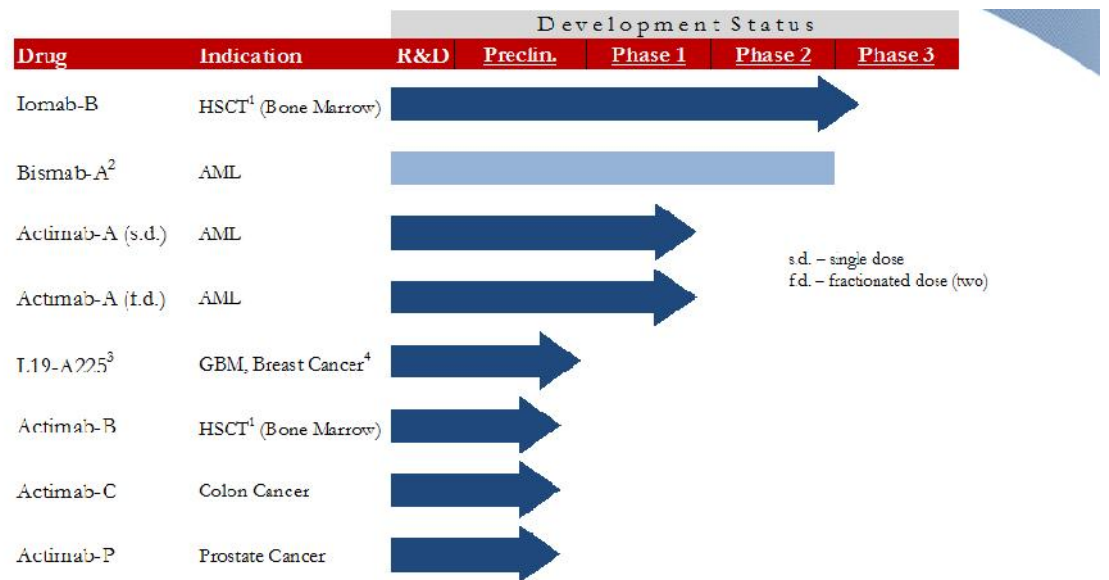 Development Status
Drug Indication R&D Preclin. Phase 1 Phase 2 Phase 3
Iomab-B HSCT¹ (Bone Marrow)
Bismab-A² AML
Actimab-A (s.d.) AML
s.d. – single dose
Actimab-A (f.d.) AML
f.d. – fractionated dose (two)
L19-A225³ GBM, Breast Cancer⁴
Actimab-B HSCT¹ (Bone Marrow)
Actimab-C Colon Cancer
Actimab-P Prostate Cancer